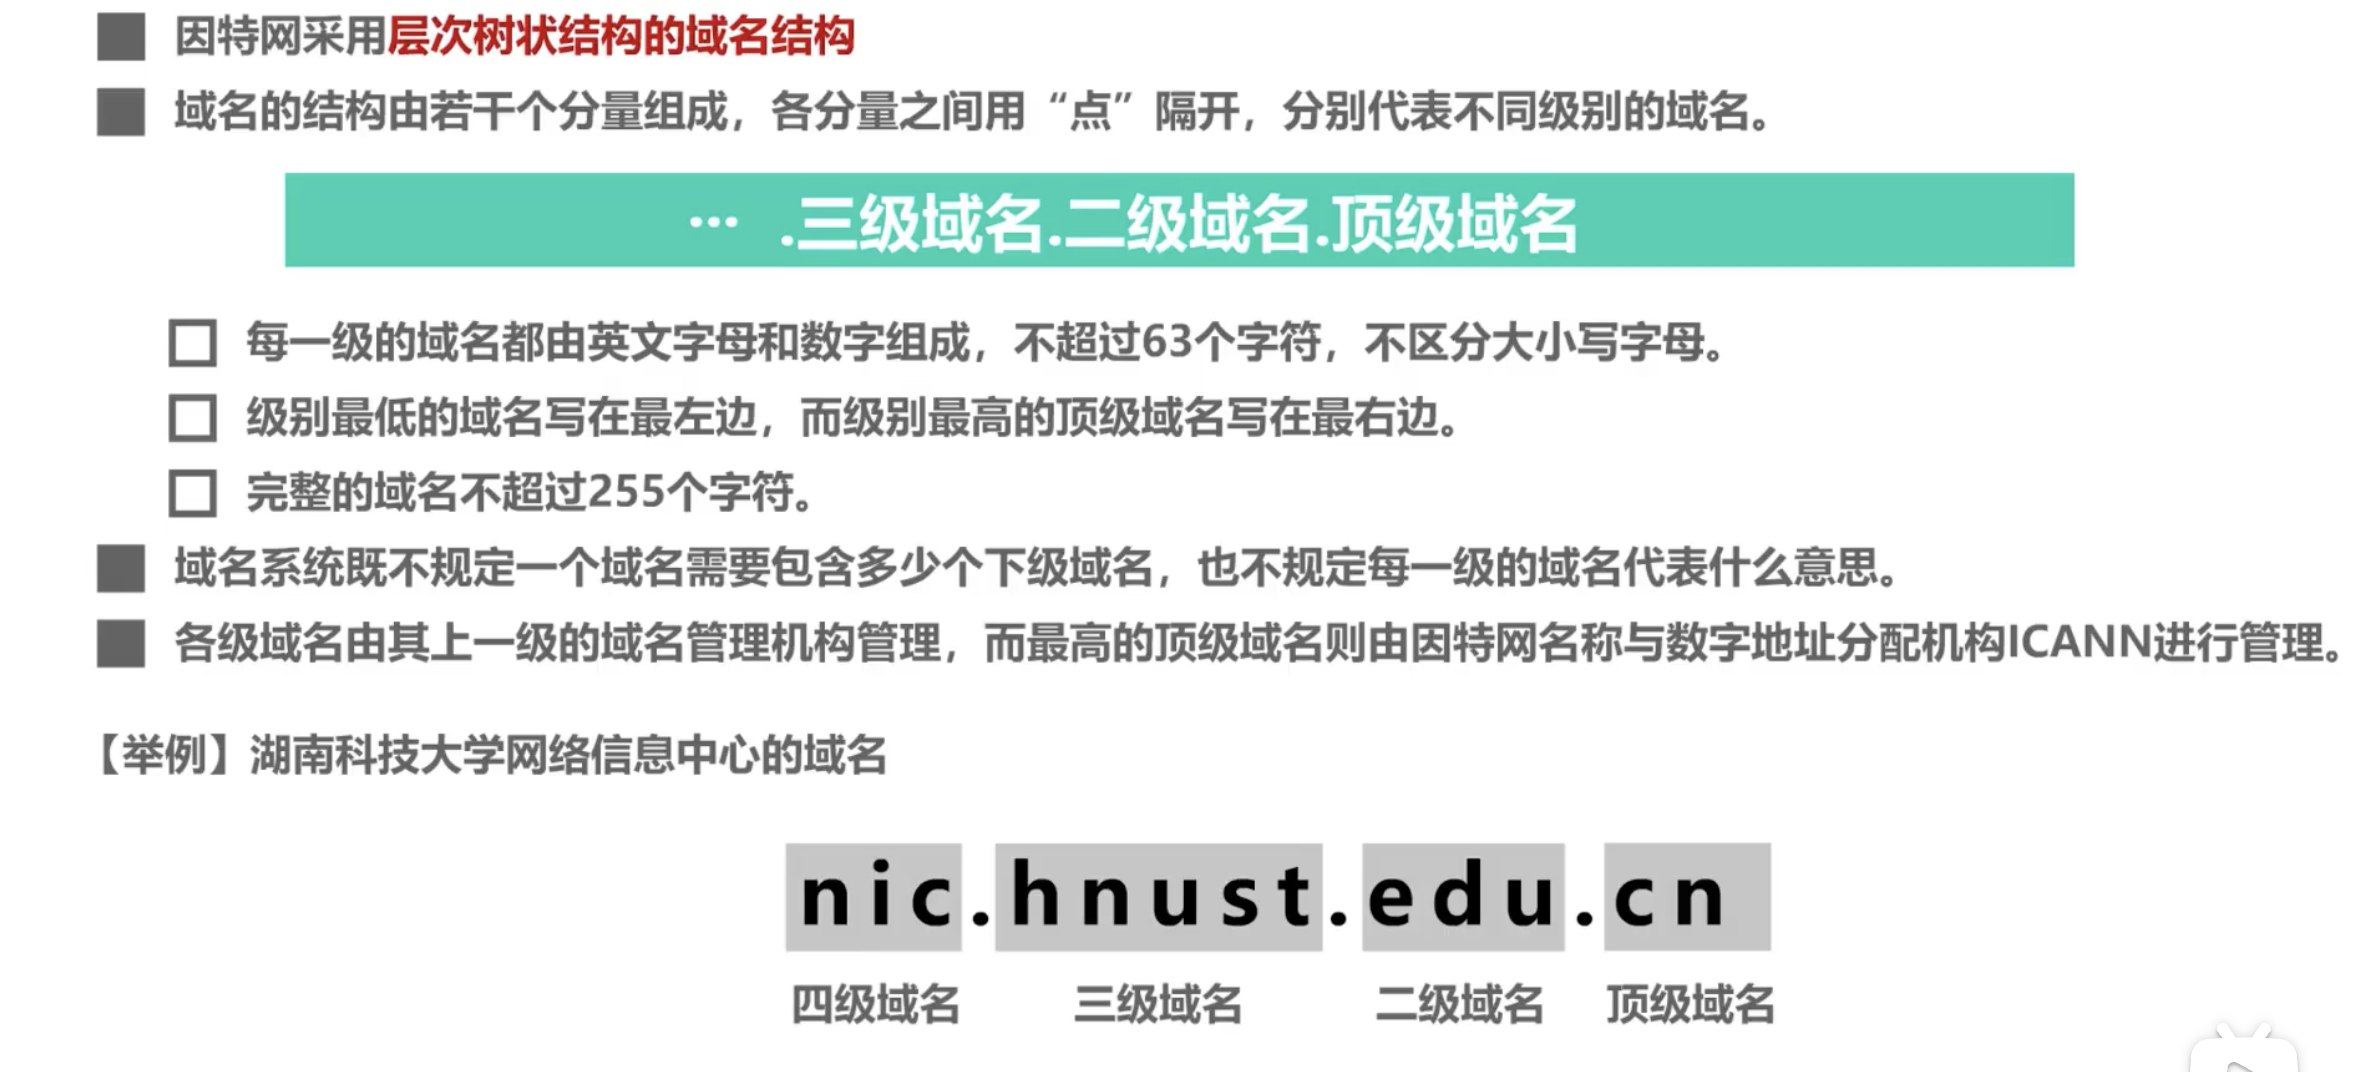 因特网采用层次树状结构的域名结构
域名的结构由若干个分量组成，各分量之间用“点”隔开，分别代表不同级别的域名。
… .三级域名.二级域名.顶级域名
每一级的域名都由英文字母和数字组成，不超过63个字符，不区分大小写字母。
级别最低的域名写在最左边，而级别最高的顶级域名写在最右边。
完整的域名不超过255个字符。
域名系统既不规定一个域名需要包含多少个下级域名，也不规定每一级的域名代表什么意思。
各级域名由其上一级的域名管理机构管理，而最高的顶级域名则由因特网名称与数字地址分配机构ICANN进行管理。
【举例】湖南科技大学网络信息中心的域名
nic.hnust.edu.cn
四级域名 三级域名 二级域名 顶级域名